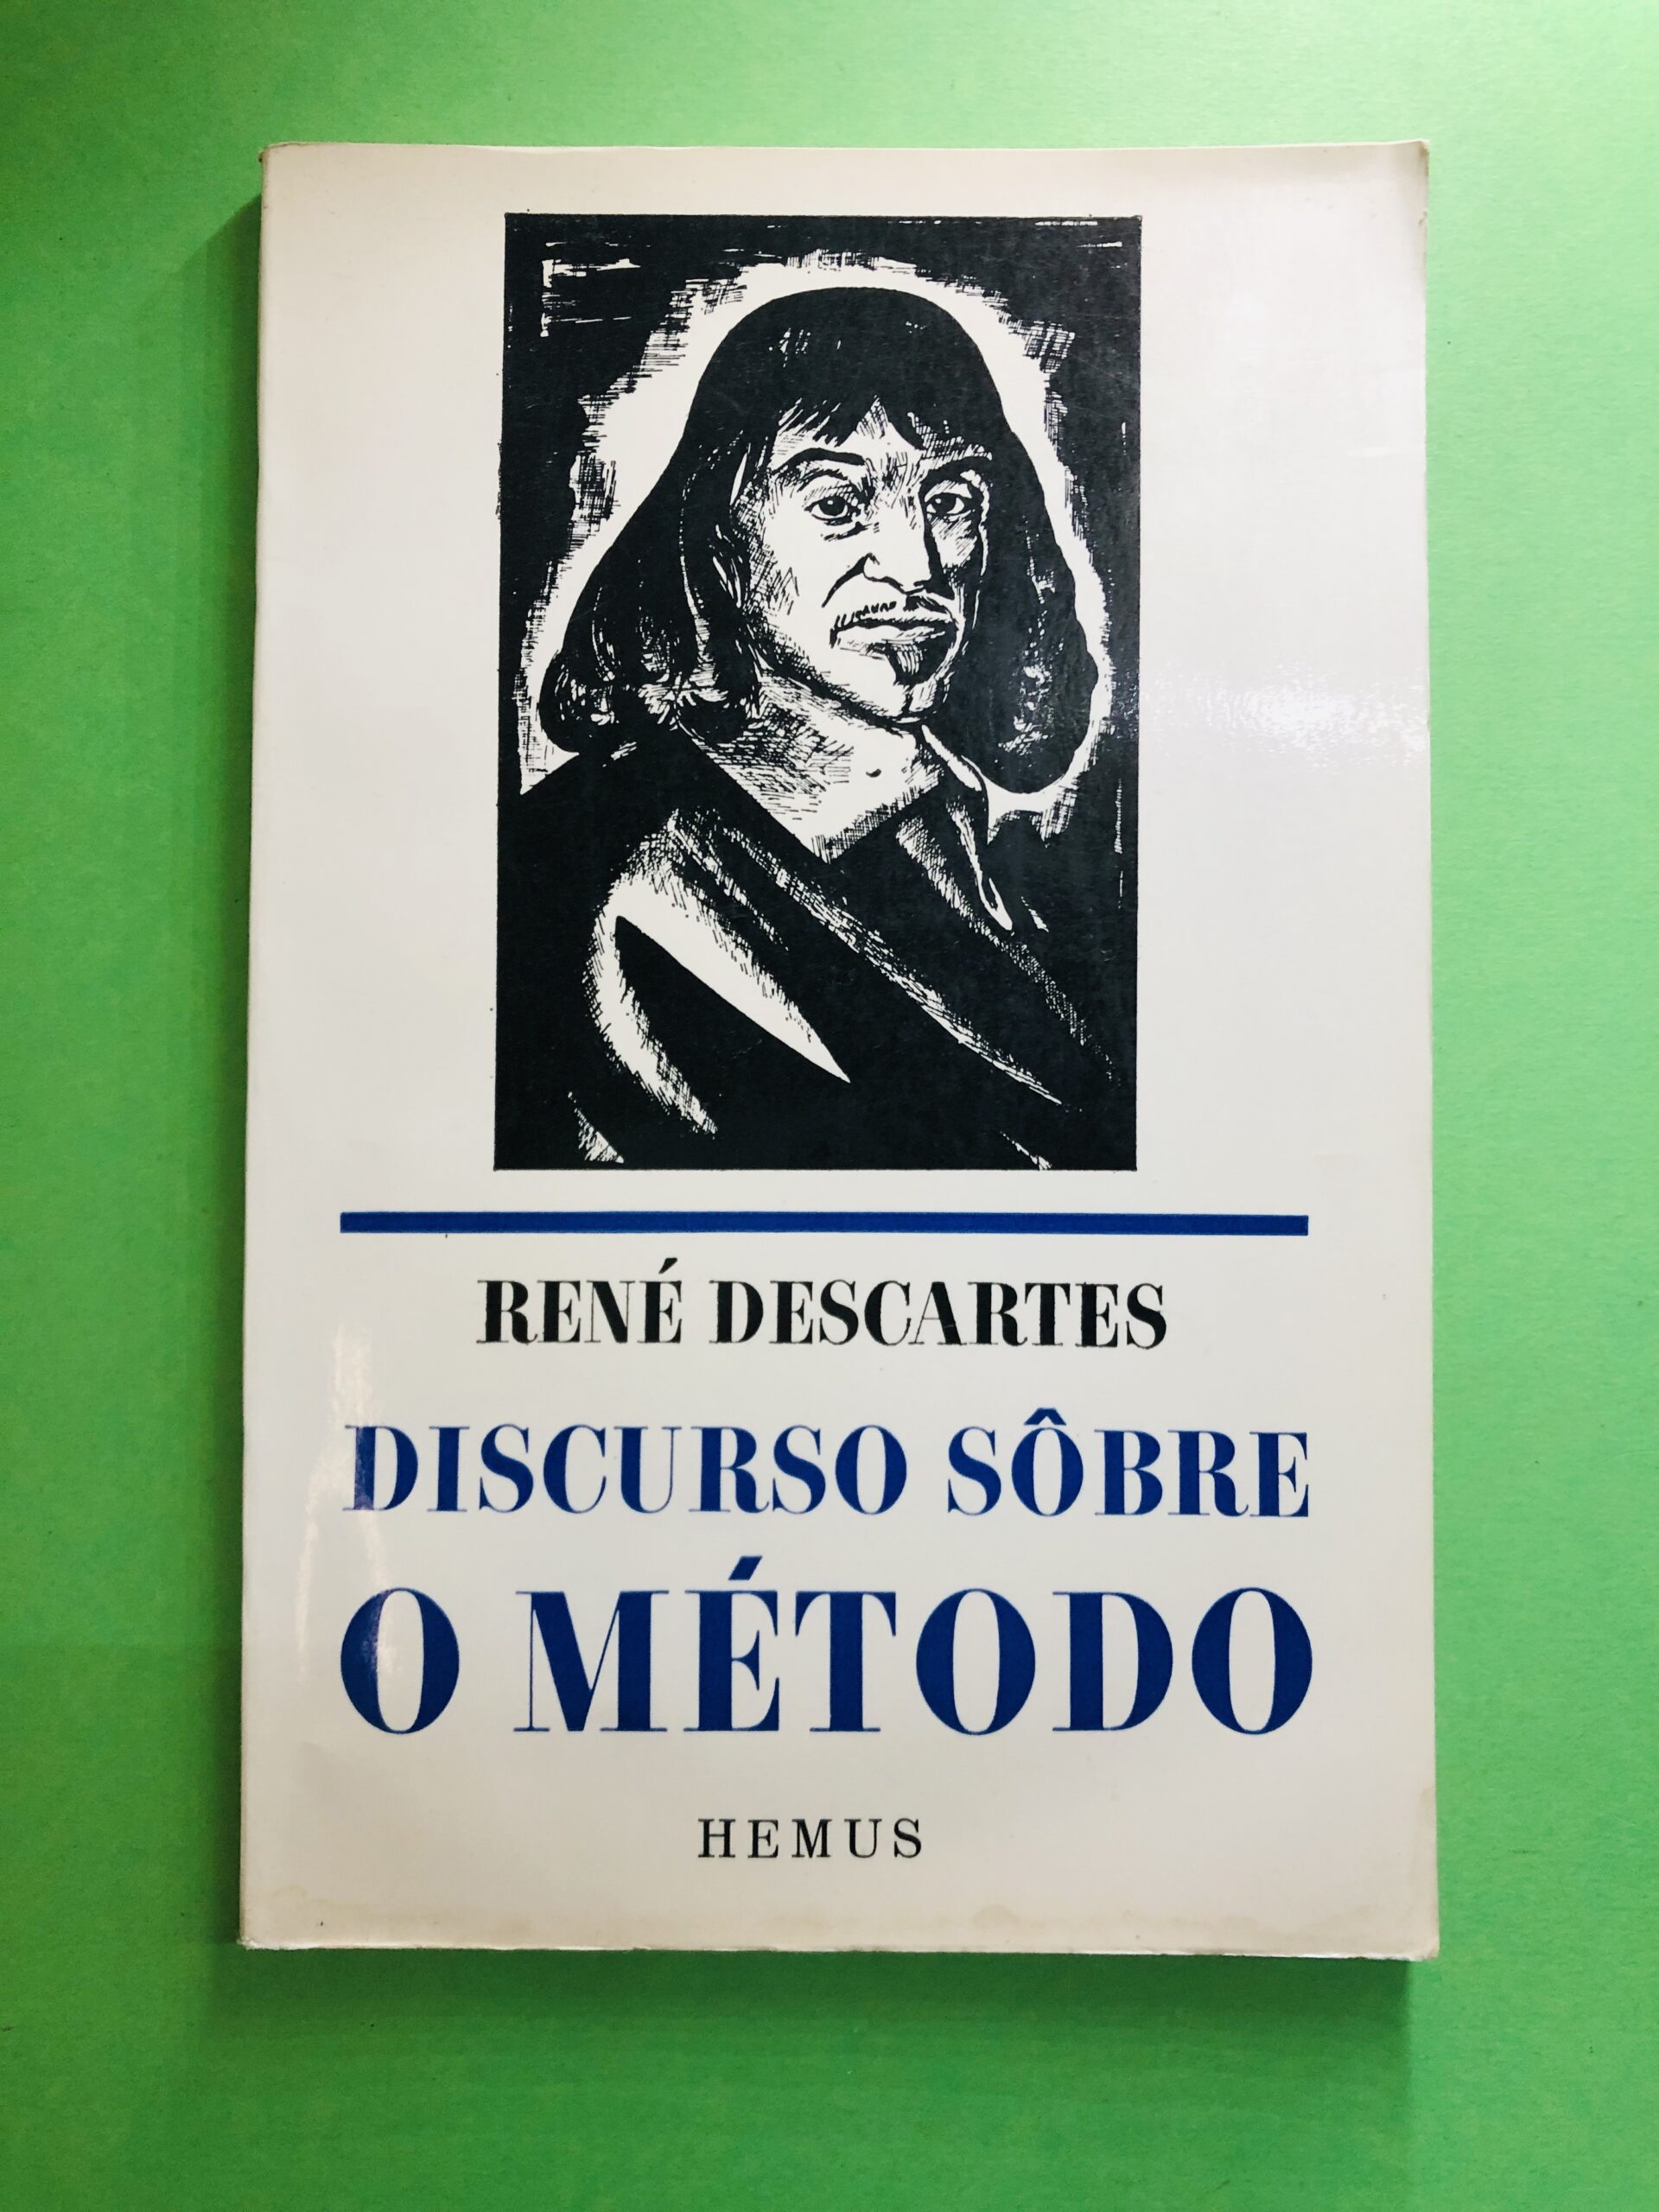 RENÉ DESCARTES
DISCURSO SÔBRE
O MÉTODO
HEMUS